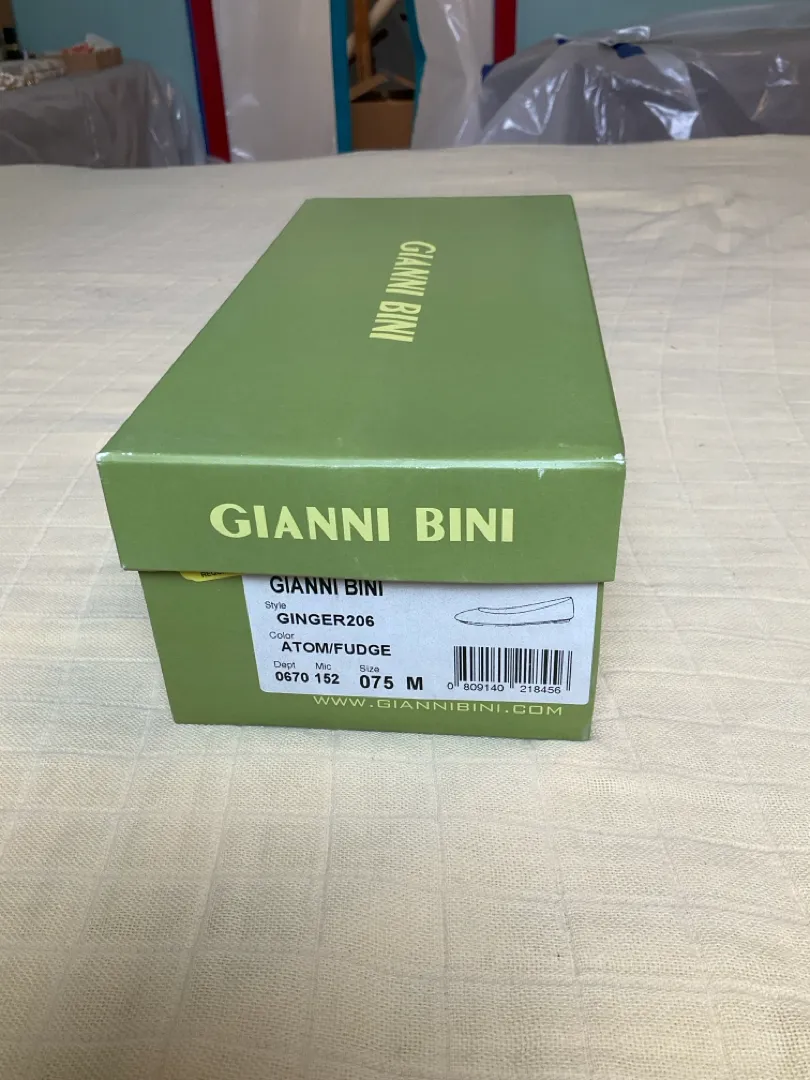 GIANNI BINI
GIANNI BINI
GIANNI BINI
Style
GINGER206
Color
ATOM/FUDGE
Dept Mic Size
0670 152 075 M
0 809140 218456
WWW.GIANNIBINI.COM